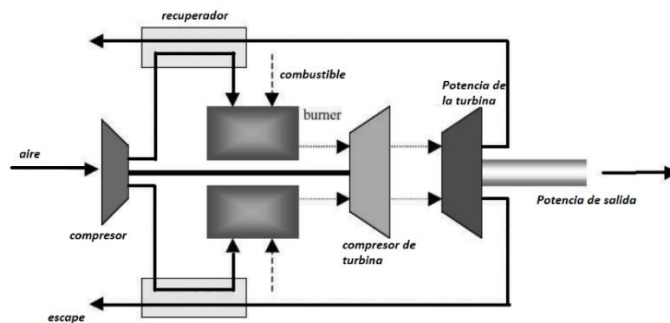 recuperador
combustible
burner
Potencia de
la turbina
aire
compresor
compresor de
turbina
Potencia de salida
escape